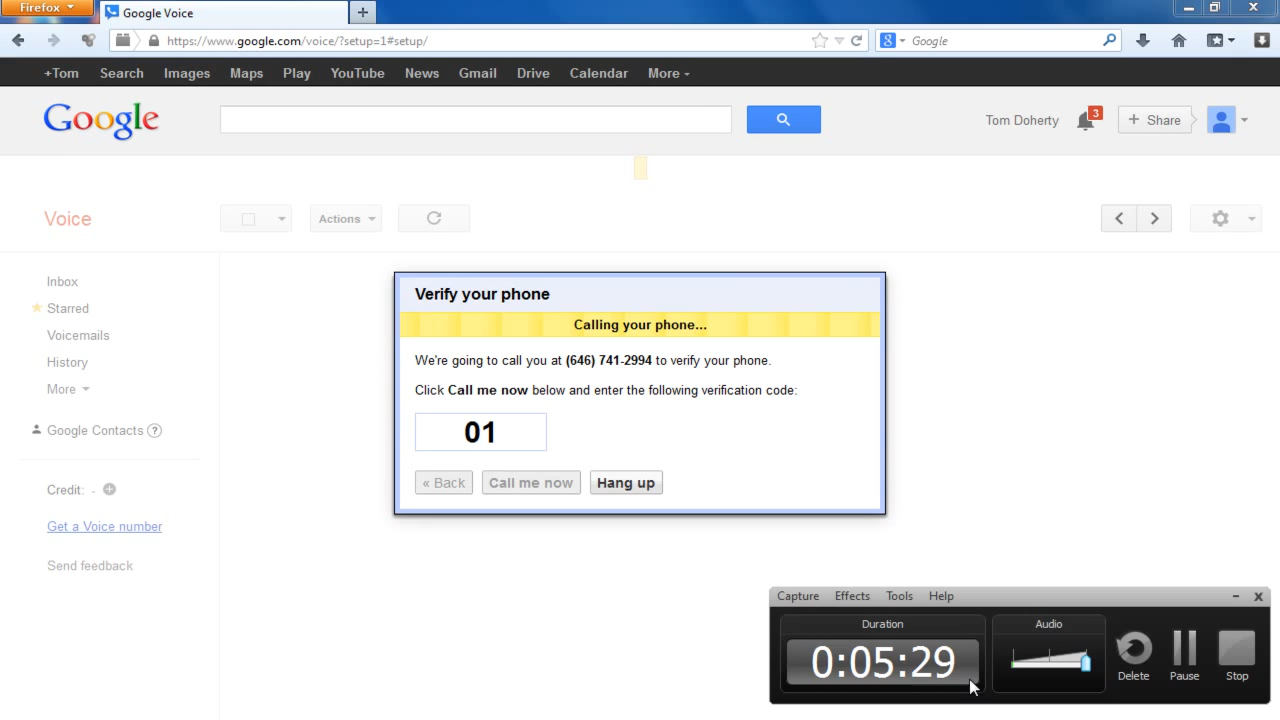 Firefox
Google Voice
https://www.google.com/voice/?setup=1#setup/
Google
+Tom Search Images Maps Play YouTube News Gmail Drive Calendar More
Google
Tom Doherty
3
+ Share
Voice
Actions
Inbox
Starred
Voicemails
History
More
Google Contacts ?
Credit: -
Get a Voice number
Send feedback
Verify your phone
Calling your phone...
We're going to call you at (646) 741-2994 to verify your phone.
Click Call me now below and enter the following verification code:
01
« Back Call me now Hang up
Capture Effects Tools Help
Duration
0:05:29
Audio
Delete Pause Stop